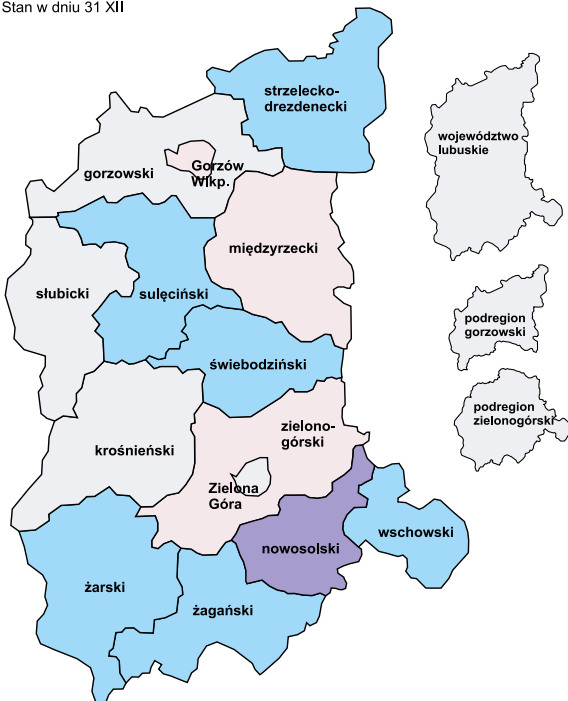 Stan w dniu 31 XII
strzelecko-
drezdenecki
gorzowski
Gorzów
Wlkp.
województwo
lubuskie
międzyrzecki
słubicki
sulęciński
podregion
gorzowski
świebodziński
podregion
zielonogórski
zielono-
górski
krośnieński
Zielona
Góra
nowosolski
wschowski
żarski
żagański